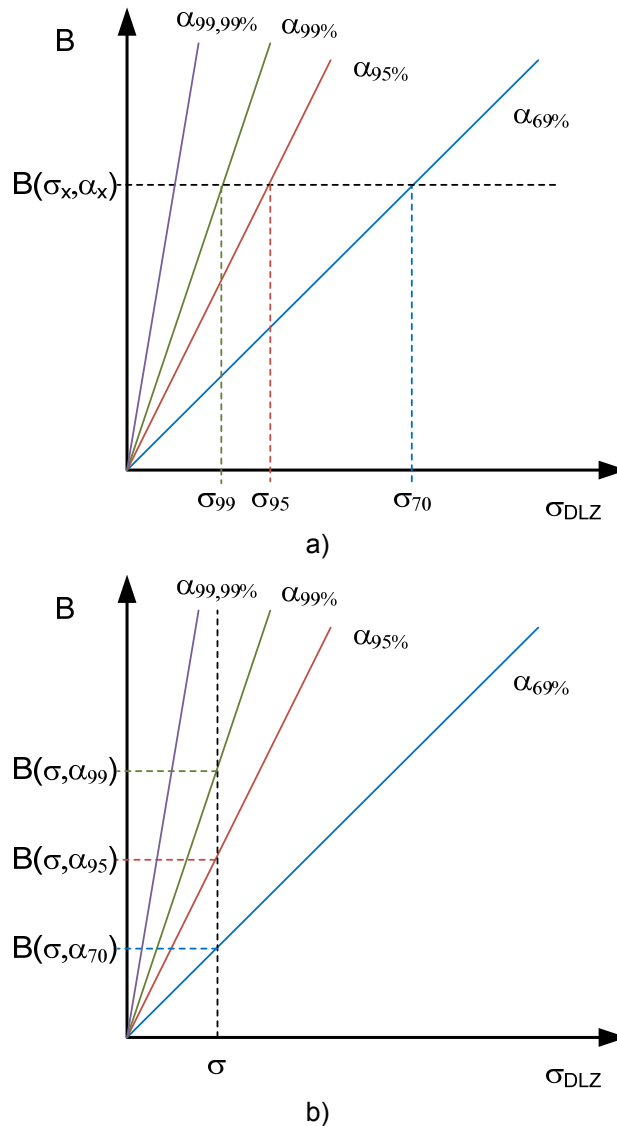 B
α99,99%
α99%
α95%
α69%
B(σx,αx)
σ99
σ95
σ70
σDLZ
a)
B
α99,99%
α99%
α95%
α69%
B(σ,α99)
B(σ,α95)
B(σ,α70)
σ
σDLZ
b)